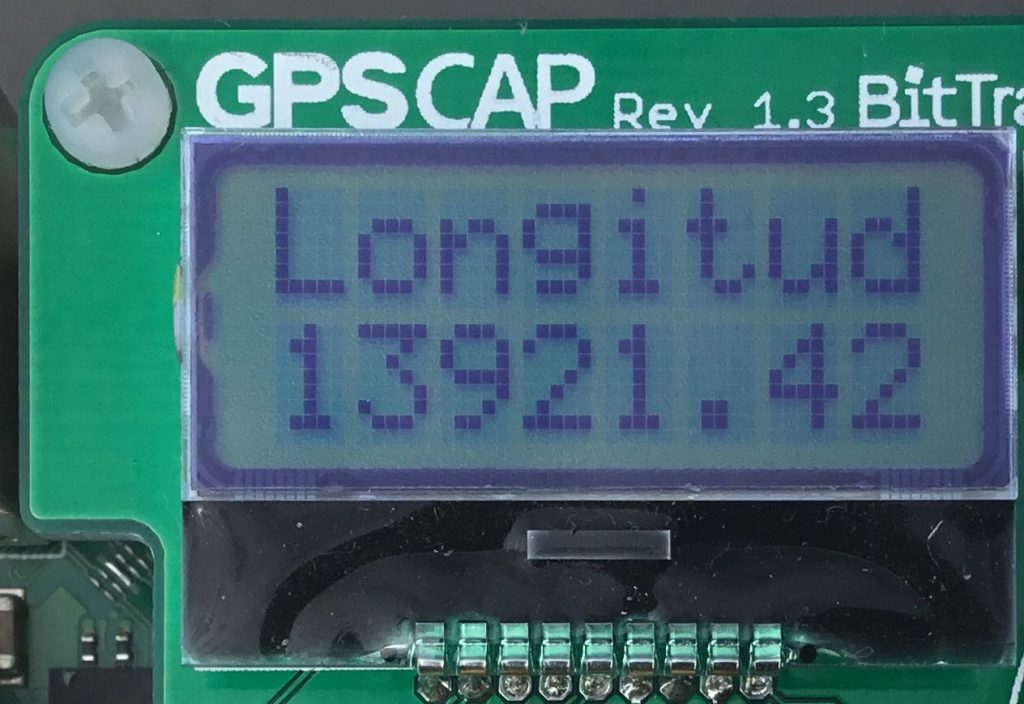 GPSCAP Rev 1.3
Longitud
13921.42